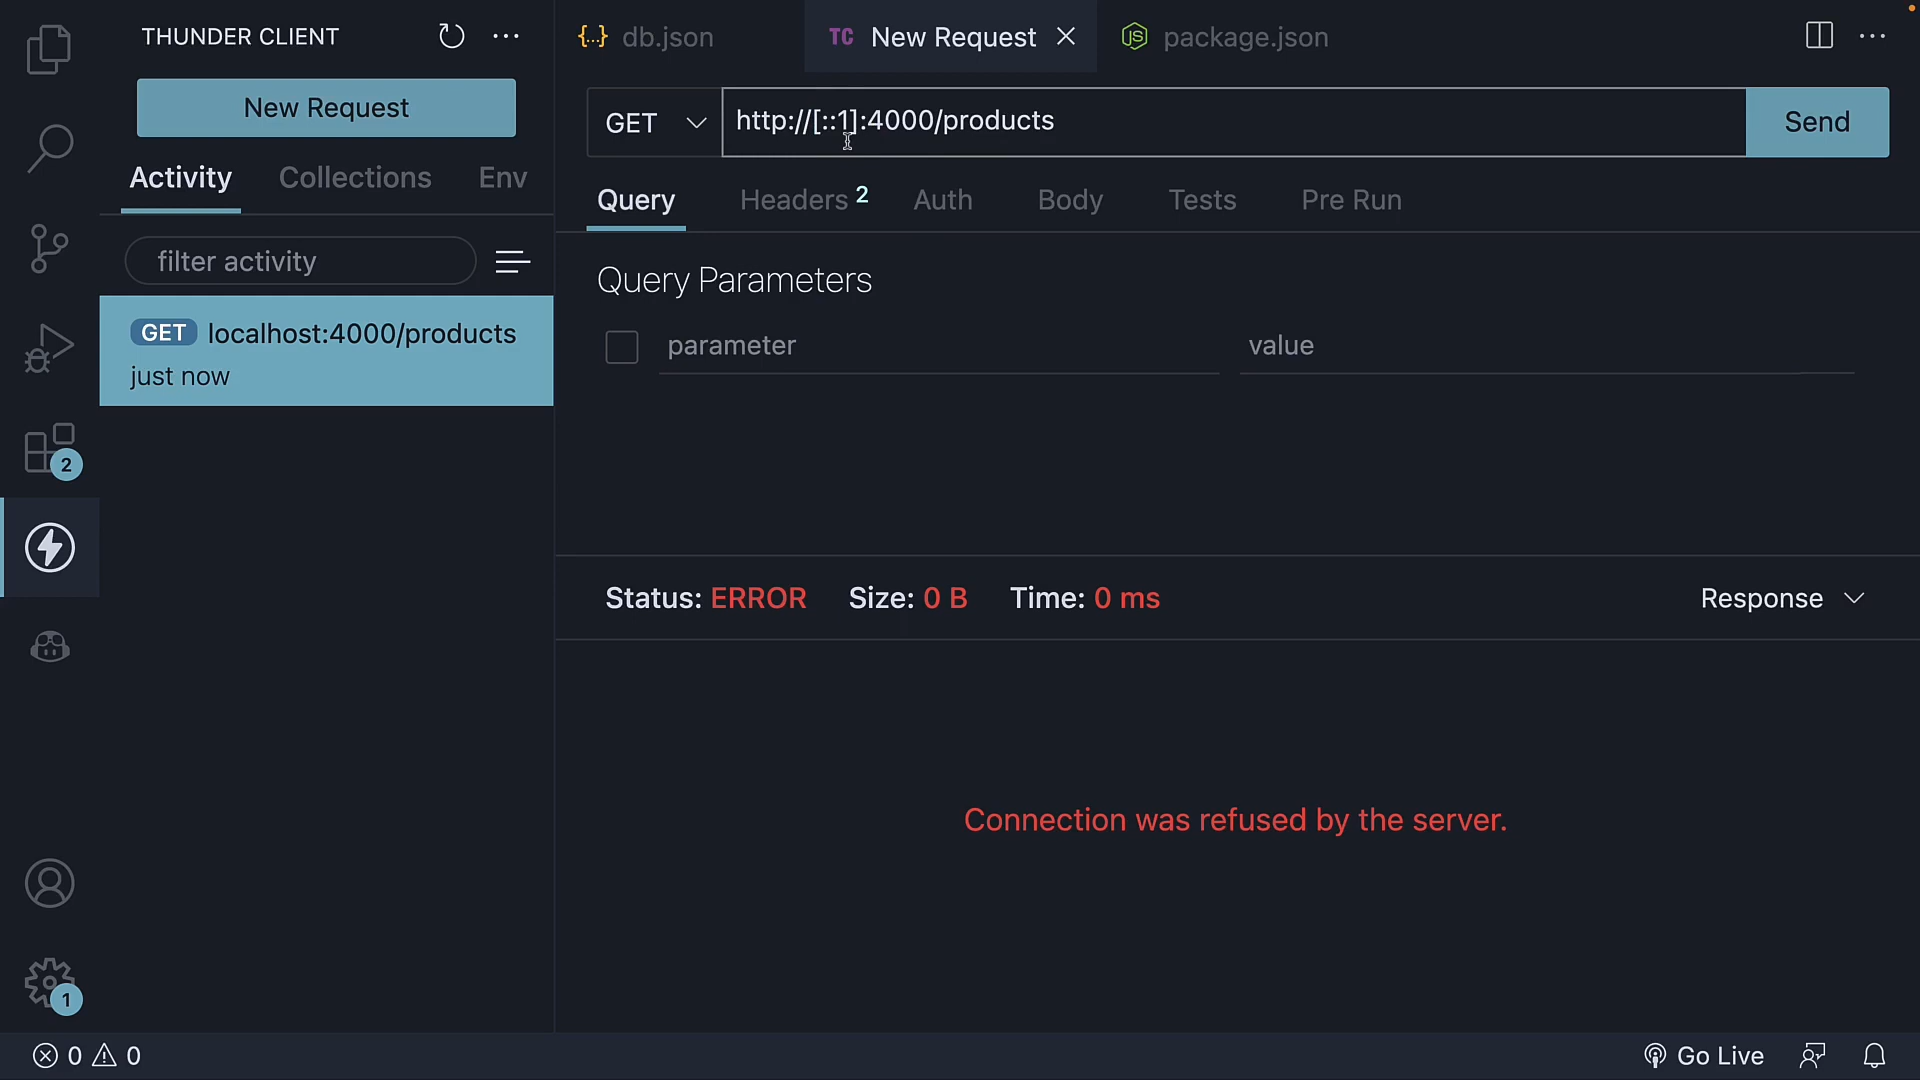 THUNDER CLIENT
New Request
Activity
Collections
Env
filter activity
GET localhost:4000/products
just now
2
1
{...} db.json
TC New Request
JS package.json
GET
http://[::1]:4000/products
Send
Query
Headers 2
Auth
Body
Tests
Pre Run
Query Parameters
parameter
value
Status: ERROR
Size: 0 B
Time: 0 ms
Response
Connection was refused by the server.
0
0
Go Live